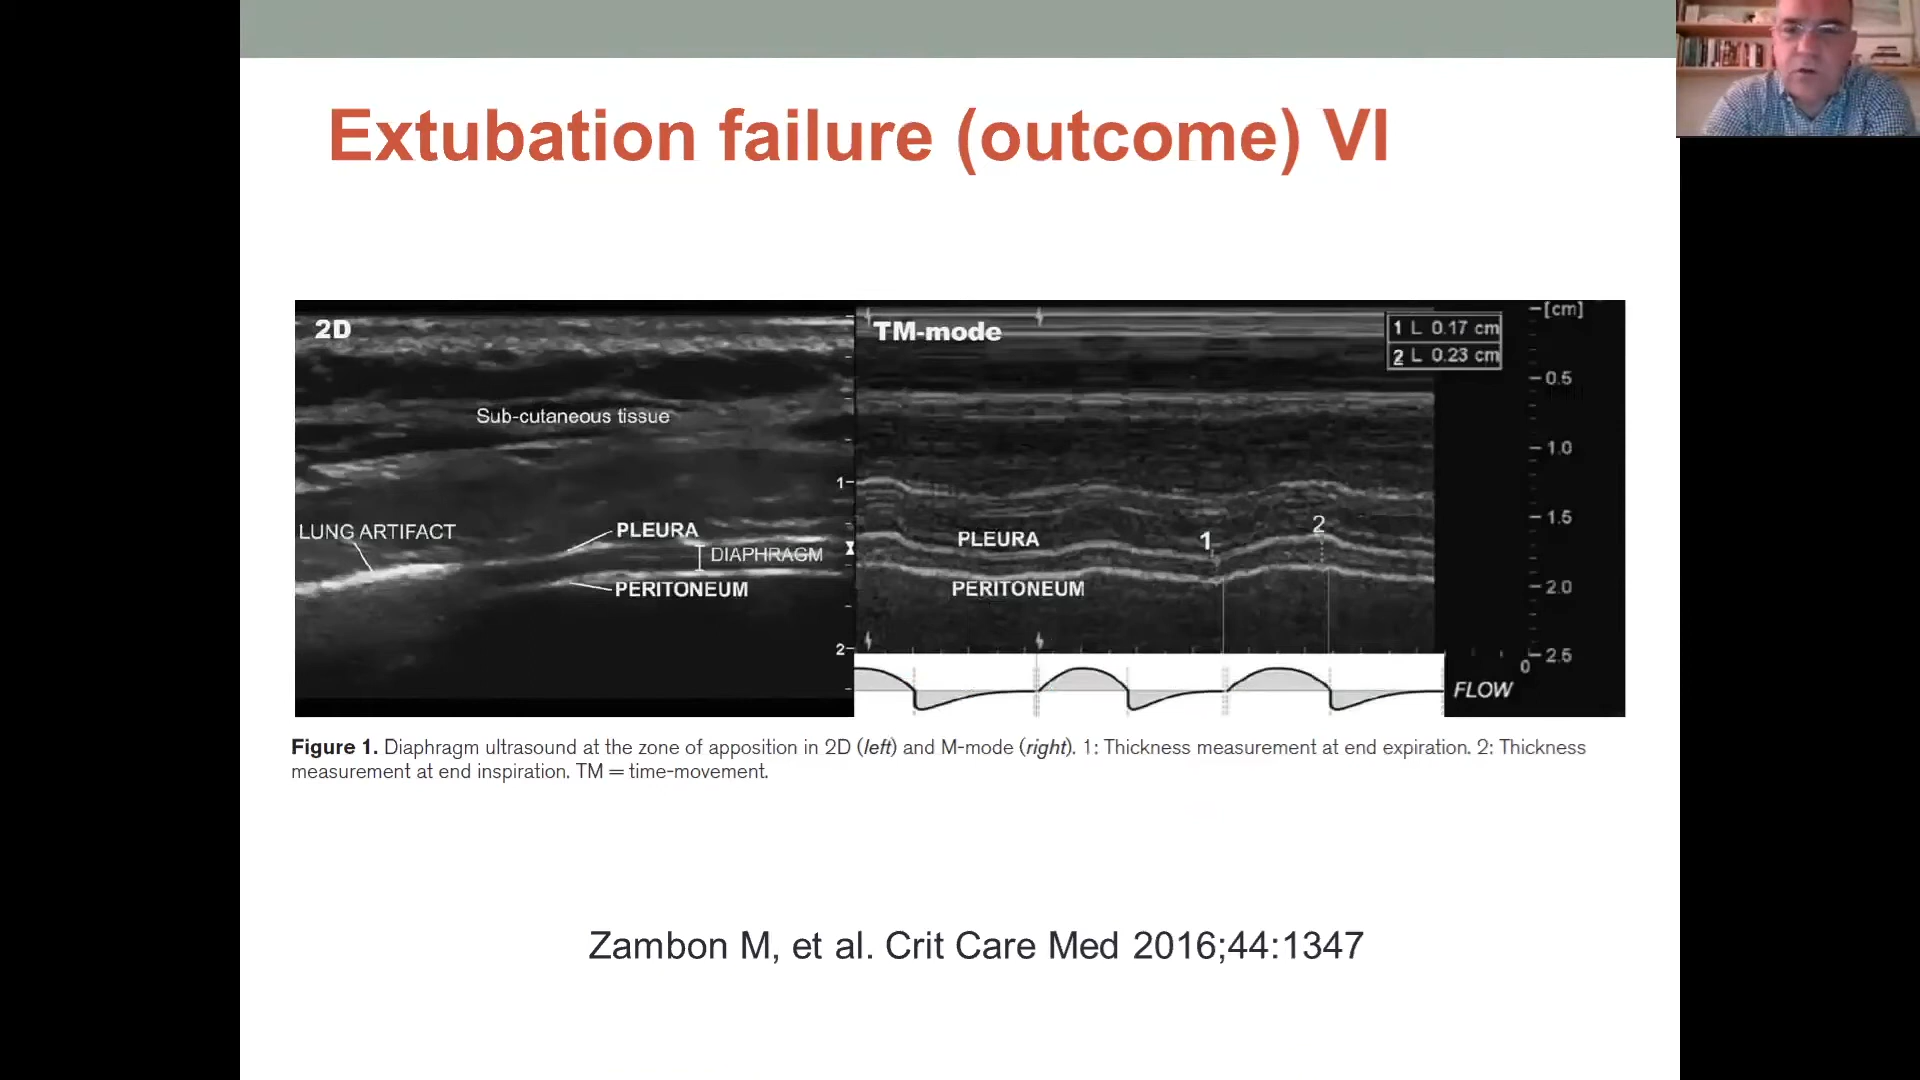 Extubation failure (outcome) VI
2D
Sub-cutaneous tissue
LUNG ARTIFACT
PLEURA
DIAPHRAGM
PERITONEUM
1
2
TM-mode
1 L 0.17 cm
2 L 0.23 cm
PLEURA
PERITONEUM
1
2
[cm]
0.5
1.0
1.5
2.0
2.5
0
FLOW
Figure 1. Diaphragm ultrasound at the zone of apposition in 2D (left) and M-mode (right). 1: Thickness measurement at end expiration. 2: Thickness
measurement at end inspiration. TM = time-movement.
Zambon M, et al. Crit Care Med 2016;44:1347